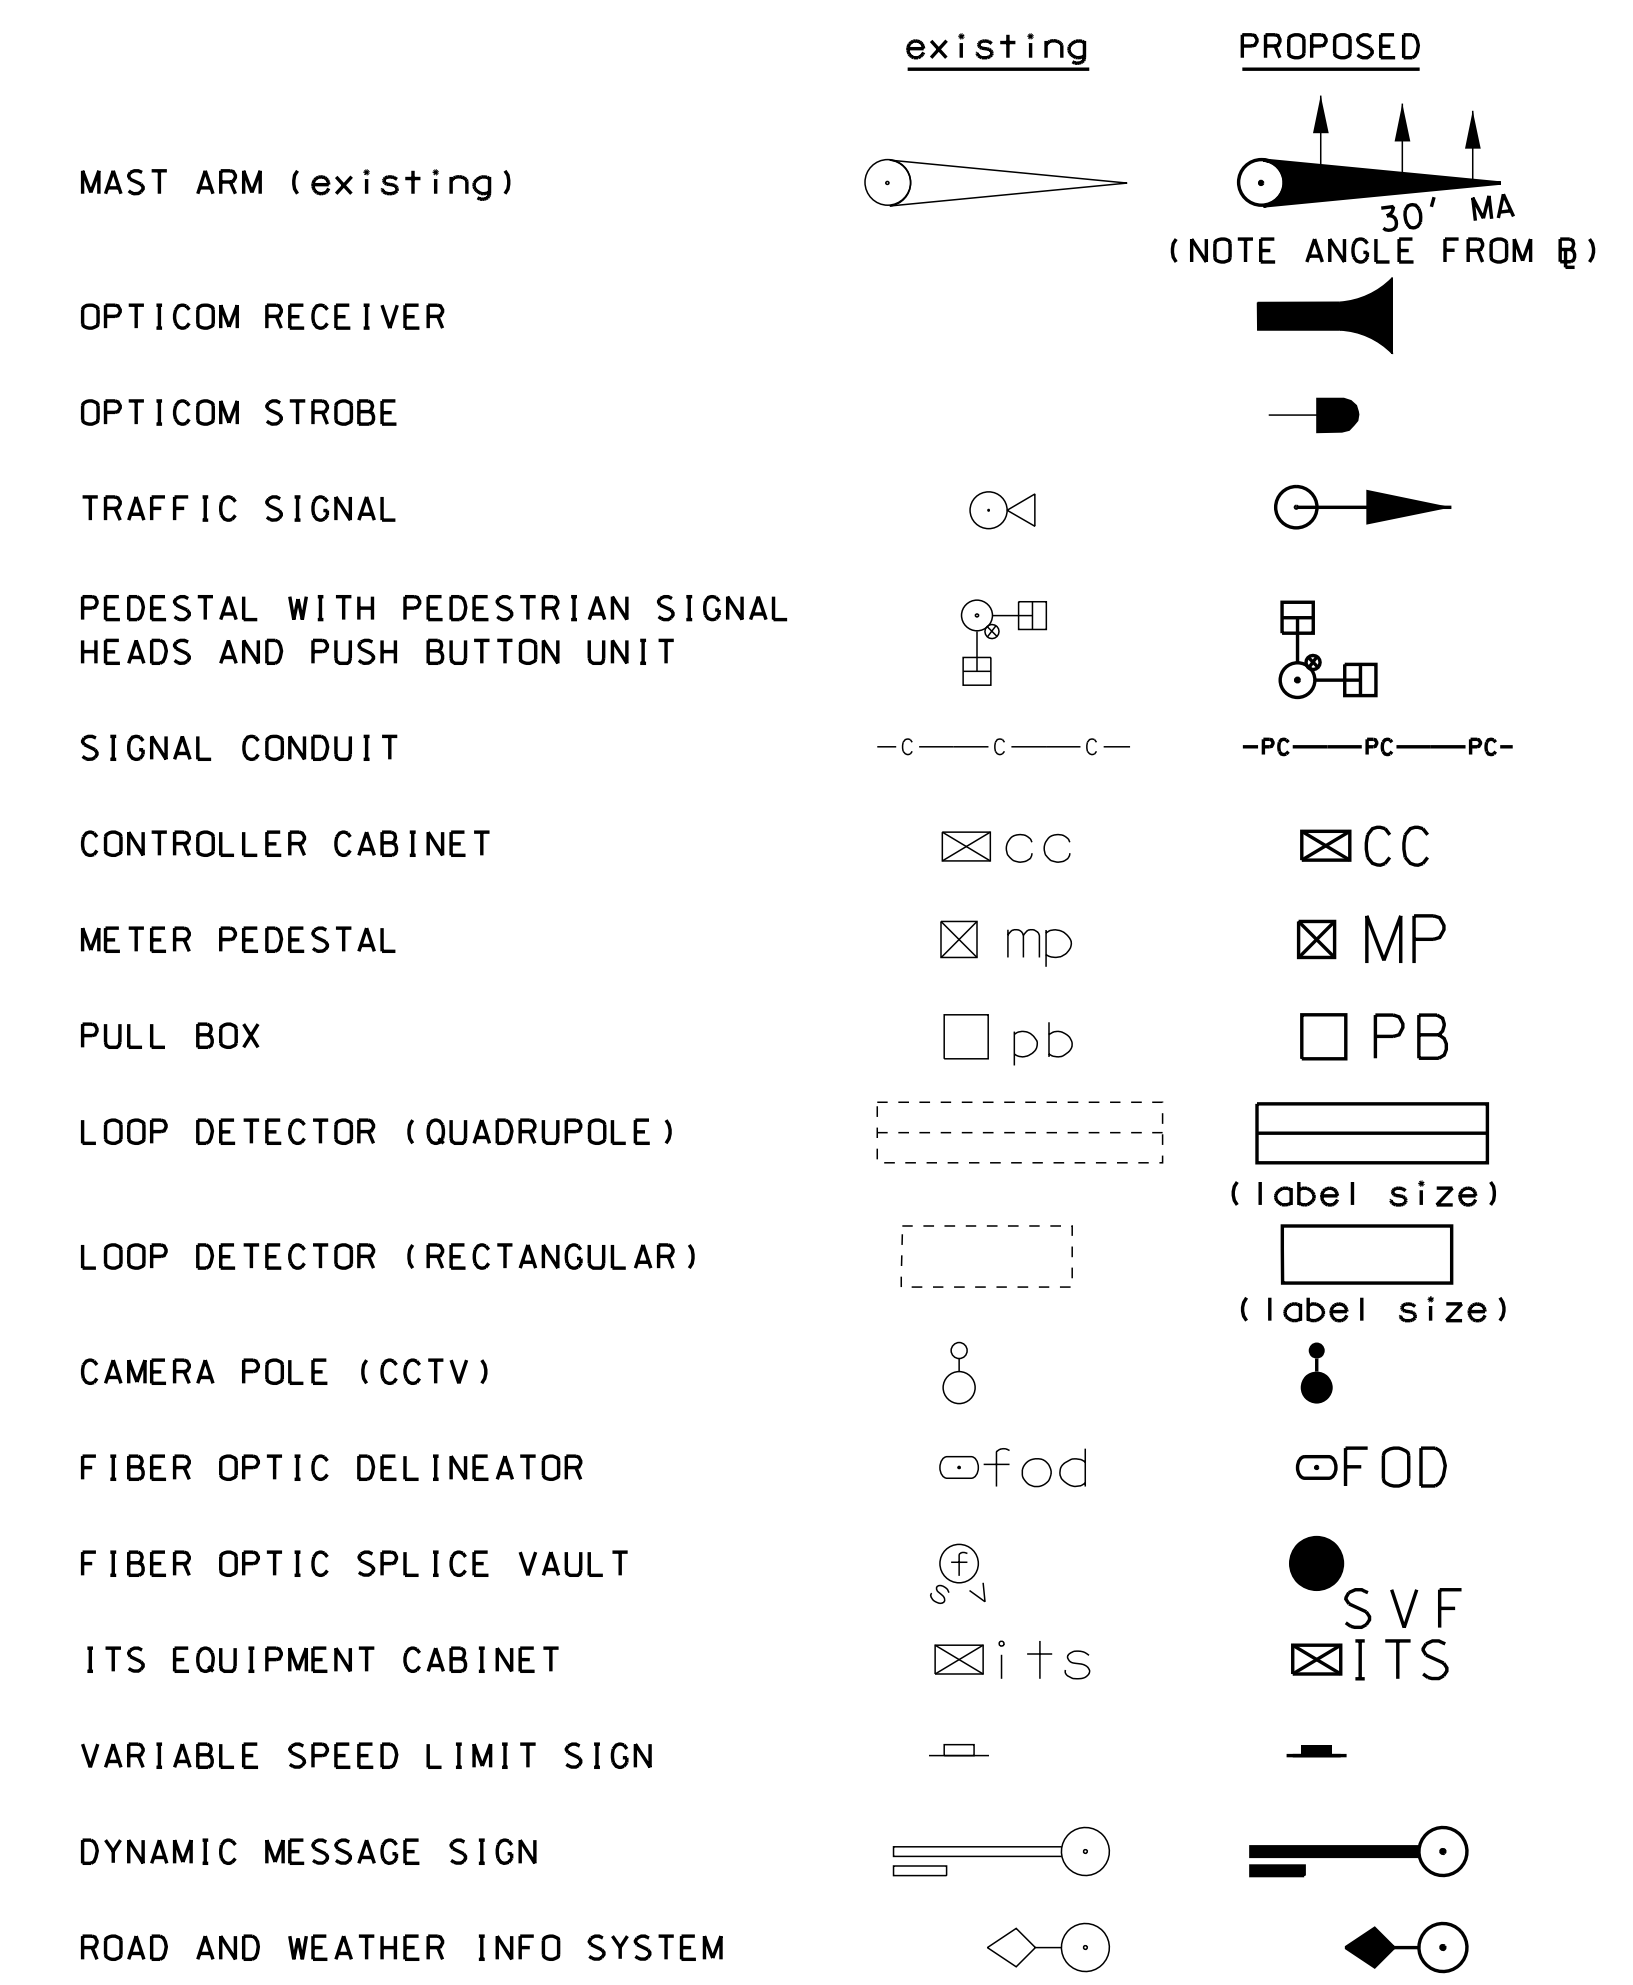 existing PROPOSED
MAST ARM (existing)
30' MA
(NOTE ANGLE FROM ℄)
OPTICOM RECEIVER
OPTICOM STROBE
TRAFFIC SIGNAL
PEDESTAL WITH PEDESTRIAN SIGNAL
HEADS AND PUSH BUTTON UNIT
SIGNAL CONDUIT C C C PC PC PC
CONTROLLER CABINET cc CC
METER PEDESTAL mp MP
PULL BOX pb PB
LOOP DETECTOR (QUADRUPOLE)
(label size)
LOOP DETECTOR (RECTANGULAR)
(label size)
CAMERA POLE (CCTV)
FIBER OPTIC DELINEATOR fod FOD
FIBER OPTIC SPLICE VAULT f
s v SVF
ITS EQUIPMENT CABINET its ITS
VARIABLE SPEED LIMIT SIGN
DYNAMIC MESSAGE SIGN
ROAD AND WEATHER INFO SYSTEM